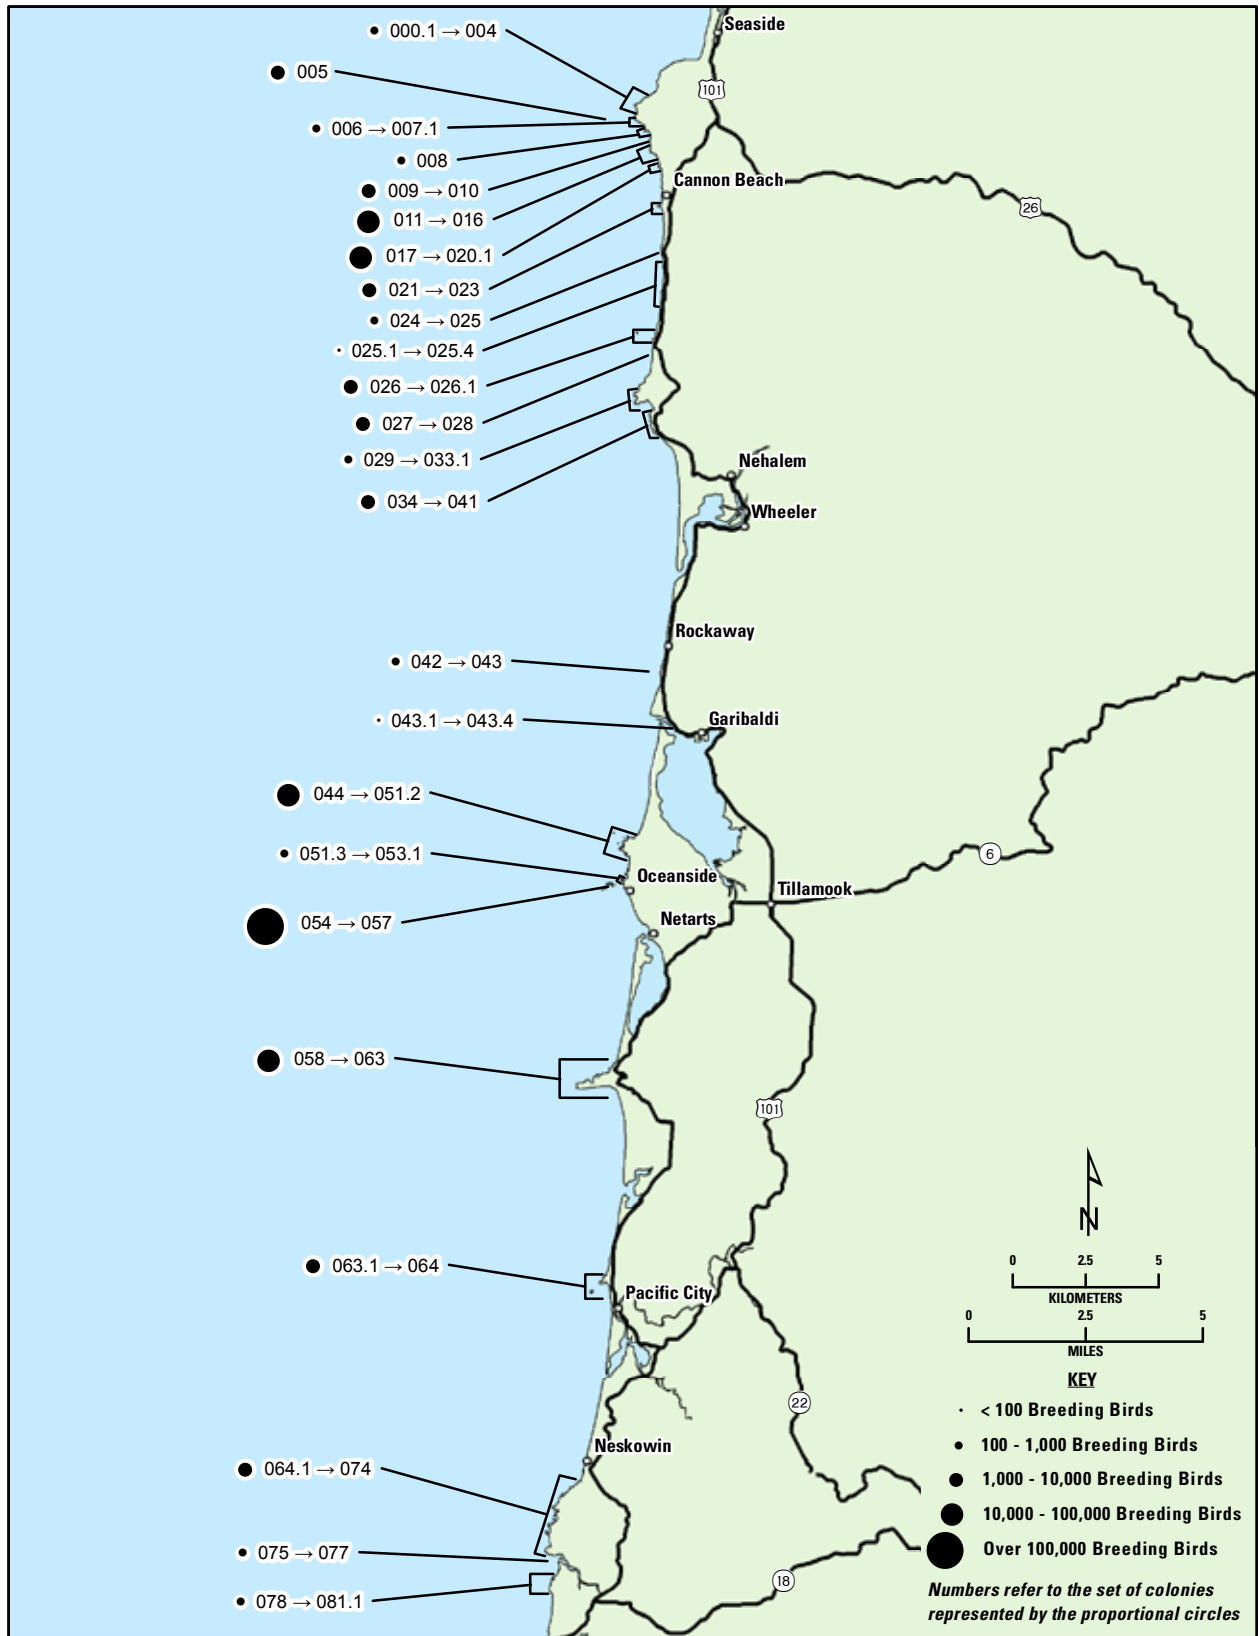 Seaside
000.1 → 004
005
101
006 → 007.1
008
009 → 010
Cannon Beach
011 → 016
26
017 → 020.1
021 → 023
024 → 025
025.1 → 025.4
026 → 026.1
027 → 028
029 → 033.1
Nehalem
034 → 041
Wheeler
Rockaway
042 → 043
043.1 → 043.4
Garibaldi
044 → 051.2
051.3 → 053.1
6
Oceanside
Tillamook
054 → 057
Netarts
058 → 063
101
N
063.1 → 064
0 2.5 5
KILOMETERS
Pacific City
0 2.5 5
MILES
KEY
22
< 100 Breeding Birds
100 - 1,000 Breeding Birds
Neskowin
064.1 → 074
1,000 - 10,000 Breeding Birds
10,000 - 100,000 Breeding Birds
075 → 077
Over 100,000 Breeding Birds
18
078 → 081.1
Numbers refer to the set of colonies
represented by the proportional circles